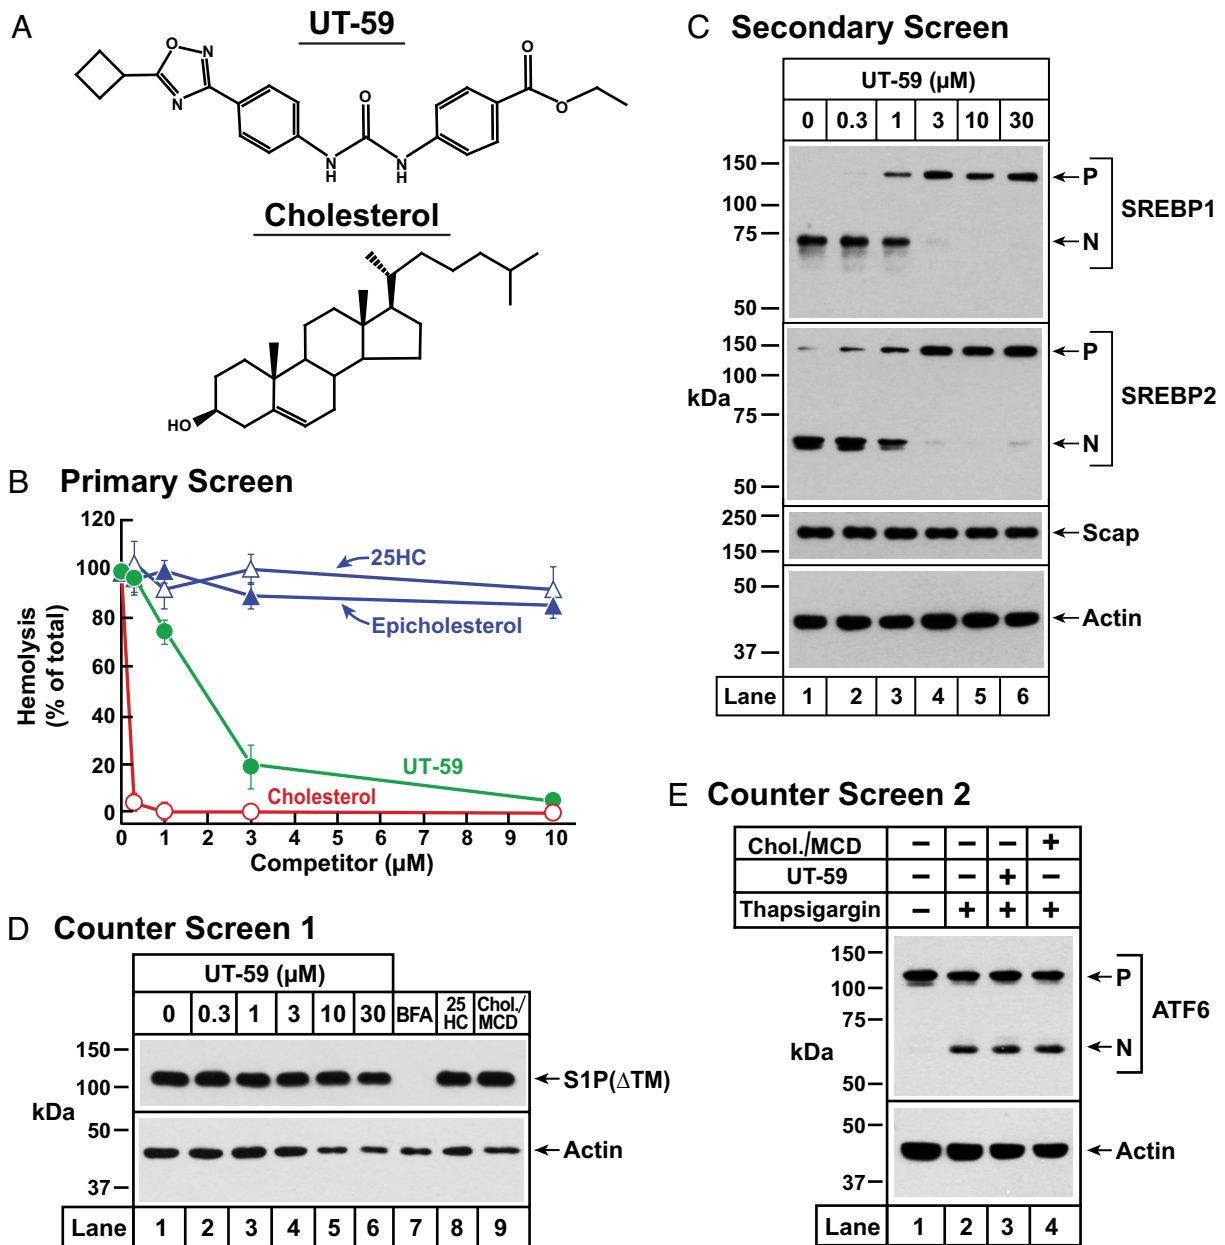 A
UT-59
O
N
N
O
N
H
N
H
O
O
Cholesterol
HO
B Primary Screen
120
100
80
60
40
20
0
Hemolysis
(% of total)
25HC
Epicholesterol
UT-59
Cholesterol
0 1 2 3 4 5 6 7 8 9 10
Competitor (μM)
C Secondary Screen
UT-59 (μM)
0 0.3 1 3 10 30
150
100
75
50
P
N
SREBP1
150
100
kDa
75
50
P
N
SREBP2
250
150
Scap
50
37
Actin
Lane 1 2 3 4 5 6
D Counter Screen 1
UT-59 (μM)
0 0.3 1 3 10 30 BFA 25 HC Chol./ MCD
150
100
kDa
S1P(ΔTM)
50
37
Actin
Lane 1 2 3 4 5 6 7 8 9
E Counter Screen 2
Chol./MCD − − − +
UT-59 − − + −
Thapsigargin − + + +
150
100
75
kDa
50
P
N
ATF6
50
37
Actin
Lane 1 2 3 4